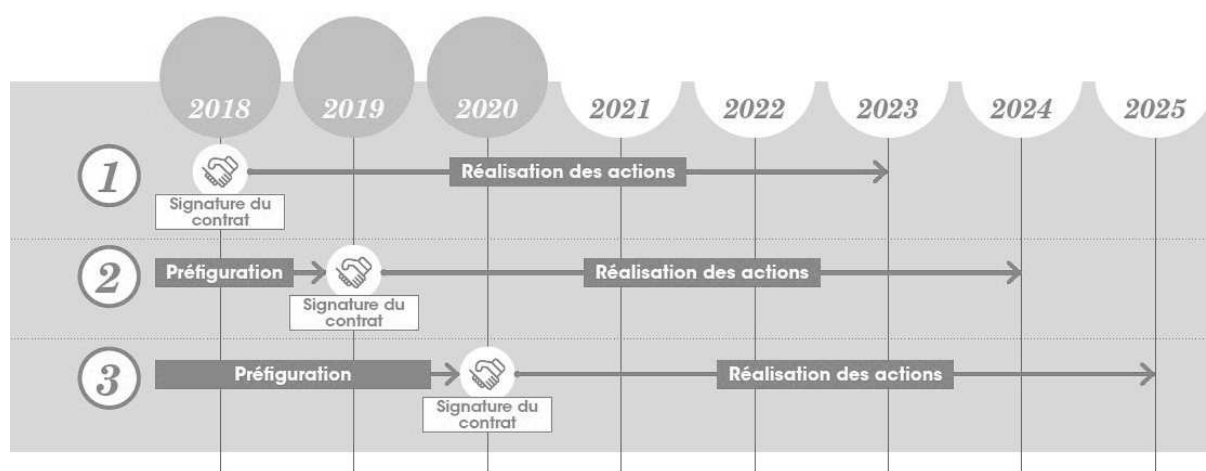 2018 2019 2020 2021 2022 2023 2024 2025
1
Réalisation des actions
Signature du
contrat
2
Préfiguration
Réalisation des actions
Signature du
contrat
3
Préfiguration
Réalisation des actions
Signature du
contrat